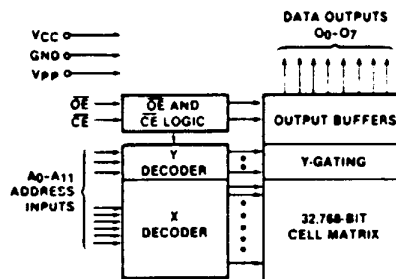 DATA OUTPUTS
O0-O7
VCC
GND
VPP
OE
CE
OE AND
CE LOGIC
OUTPUT BUFFERS
Y
DECODER
Y-GATING
A0-A11
ADDRESS
INPUTS
X
DECODER
32,768-BIT
CELL MATRIX